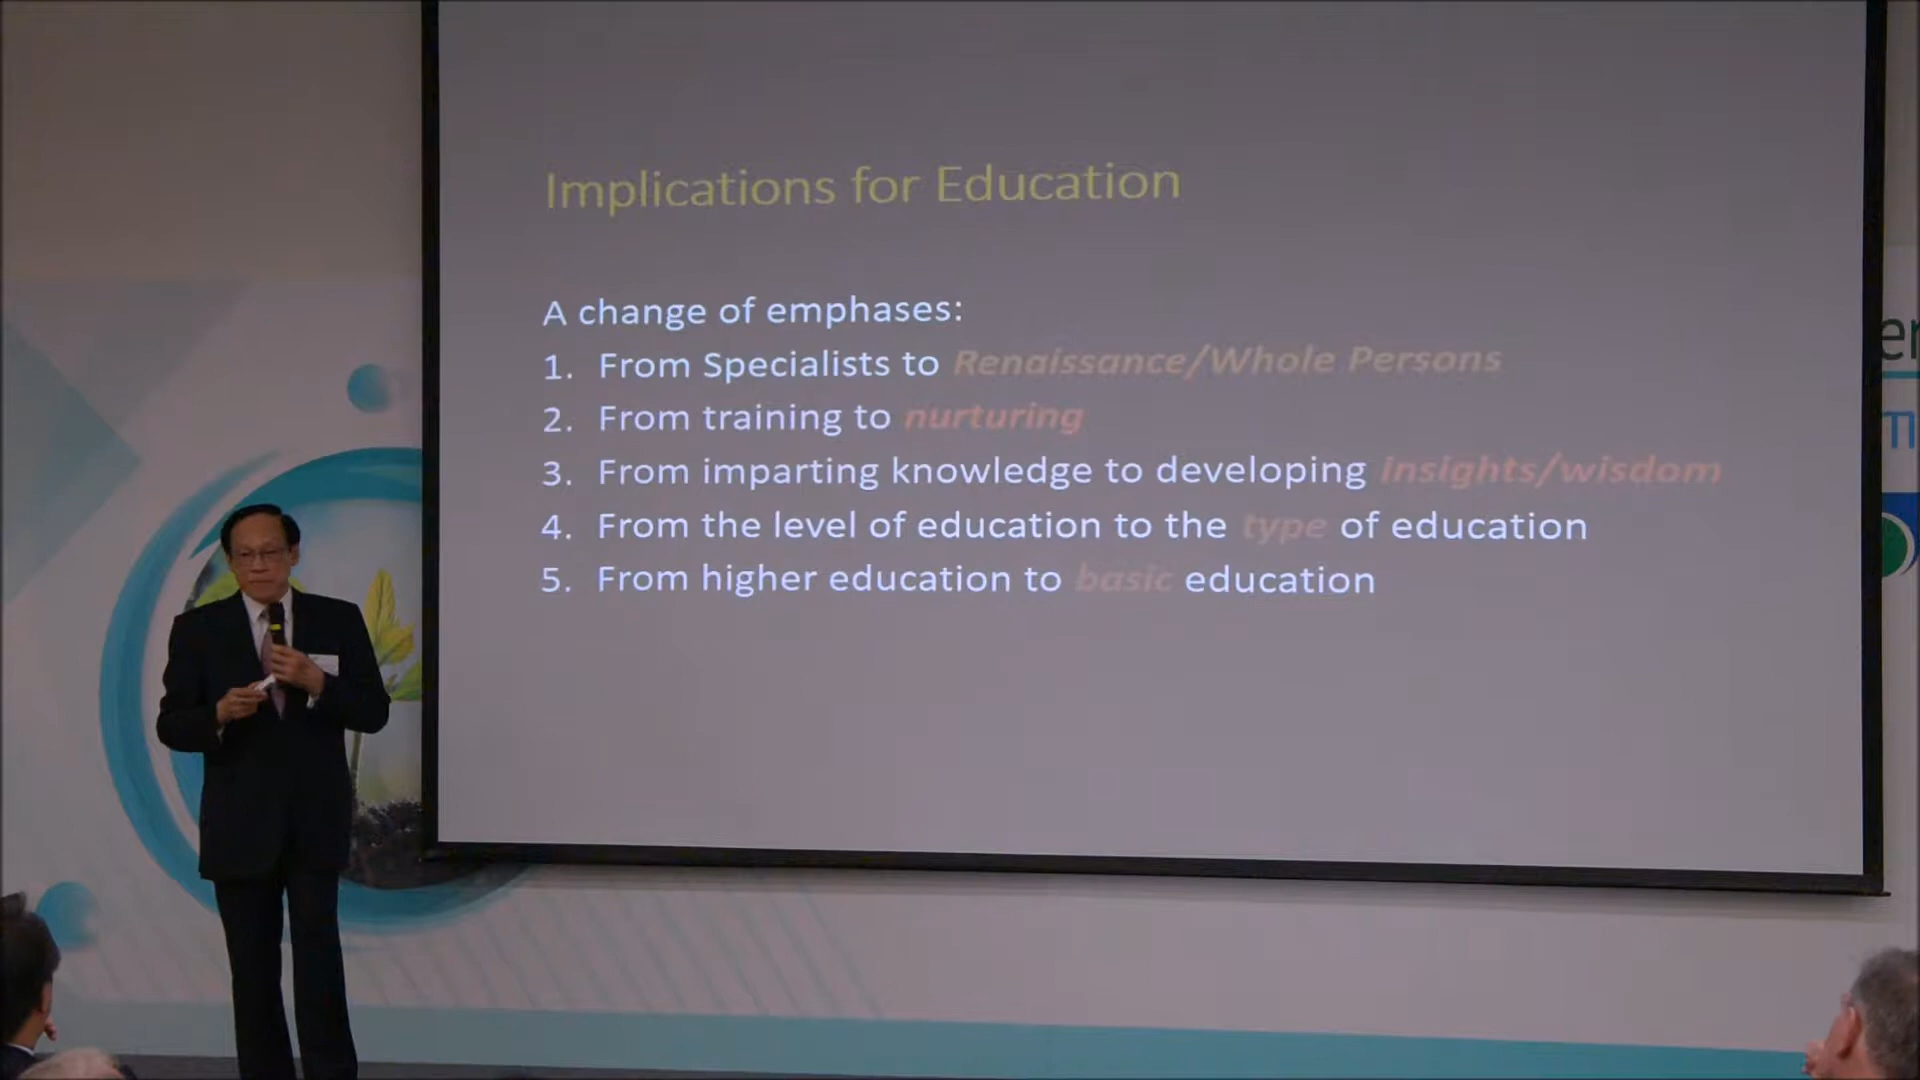 Implications for Education
A change of emphases:
1. From Specialists to Renaissance/Whole Persons
2. From training to nurturing
3. From imparting knowledge to developing insights/wisdom
4. From the level of education to the type of education
5. From higher education to basic education